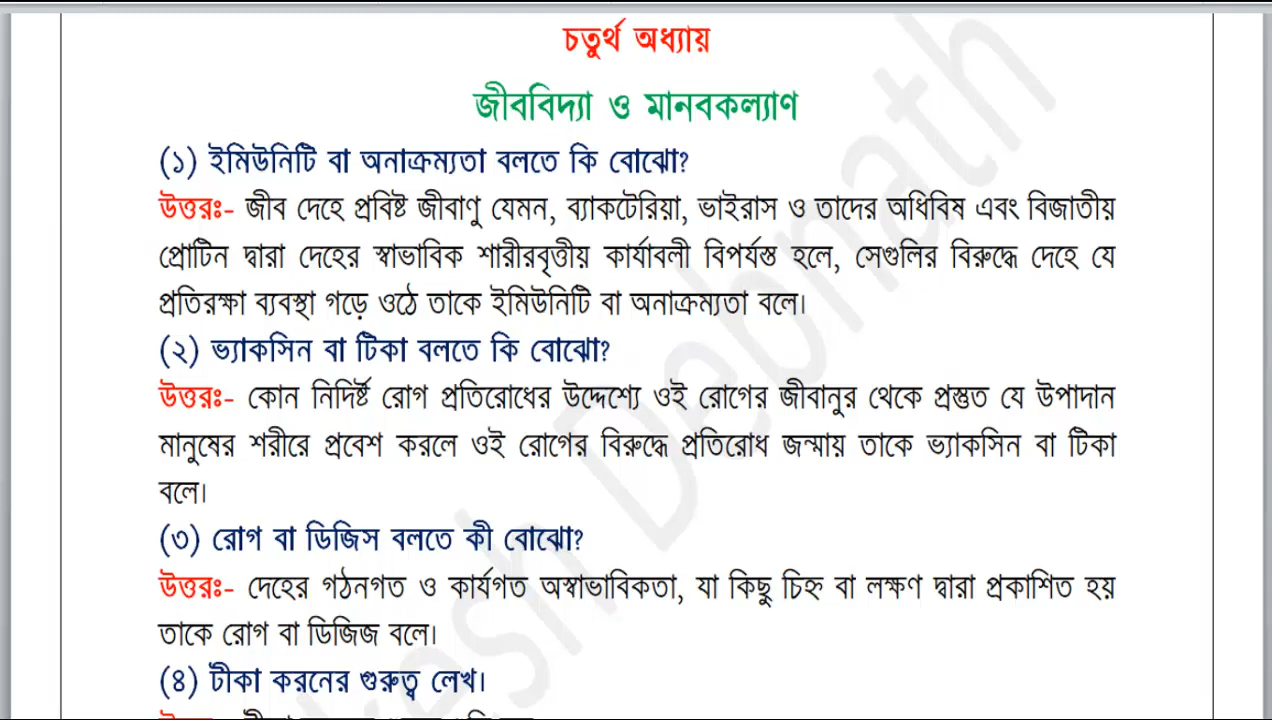 চতুর্থ অধ্যায়
জীববিদ্যা ও মানবকল্যাণ
(১) ইমিউনিটি বা অনাক্রম্যতা বলতে কি বোঝো?
উত্তরঃ- জীব দেহে প্রবিষ্ট জীবাণু যেমন, ব্যাকটেরিয়া, ভাইরাস ও তাদের অধিবিষ এবং বিজাতীয়
প্রোটিন দ্বারা দেহের স্বাভাবিক শারীরবৃত্তীয় কার্যাবলী বিপর্যস্ত হলে, সেগুলির বিরুদ্ধে দেহে যে
প্রতিরক্ষা ব্যবস্থা গড়ে ওঠে তাকে ইমিউনিটি বা অনাক্রম্যতা বলে।
(২) ভ্যাকসিন বা টিকা বলতে কি বোঝো?
উত্তরঃ- কোন নিদির্ষ্ট রোগ প্রতিরোধের উদ্দেশ্যে ওই রোগের জীবানুর থেকে প্রস্তুত যে উপাদান
মানুষের শরীরে প্রবেশ করলে ওই রোগের বিরুদ্ধে প্রতিরোধ জন্মায় তাকে ভ্যাকসিন বা টিকা
বলে।
(৩) রোগ বা ডিজিস বলতে কী বোঝো?
উত্তরঃ- দেহের গঠনগত ও কার্যগত অস্বাভাবিকতা, যা কিছু চিহ্ন বা লক্ষণ দ্বারা প্রকাশিত হয়
তাকে রোগ বা ডিজিজ বলে।
(৪) টীকা করনের গুরুত্ব লেখ।
esh Debnath